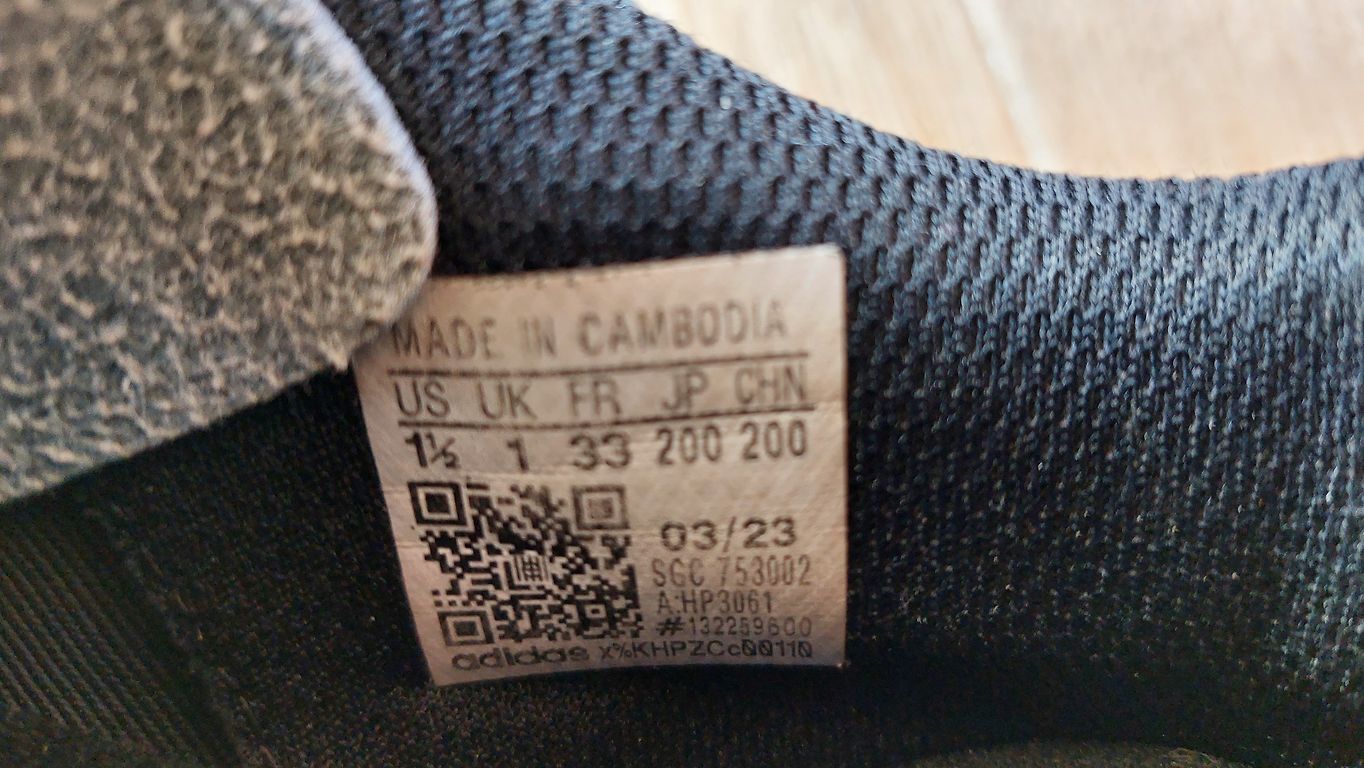 MADE IN CAMBODIA
US UK FR JP CHN
1½ 1 33 200 200
03/23
SGC 753002
A:HP3061
#132259600
adidas x%KHPZCc00110